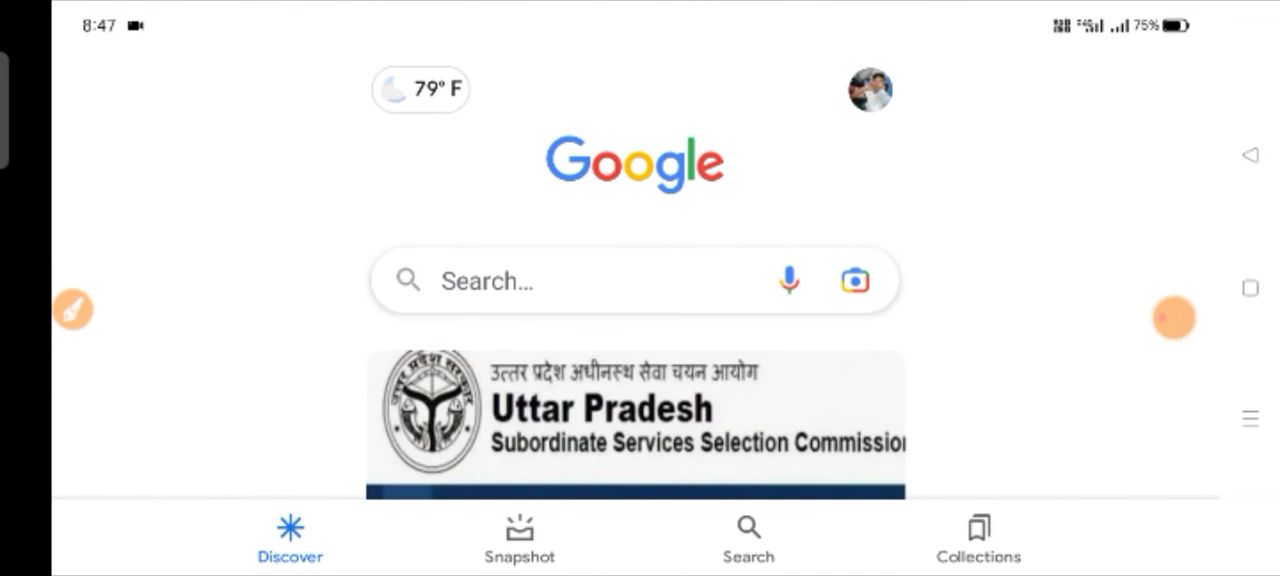 8:47
75%
79° F
Google
Search...
उत्तर प्रदेश अधीनस्थ सेवा चयन आयोग
Uttar Pradesh
Subordinate Services Selection Commission
Discover
Snapshot
Search
Collections